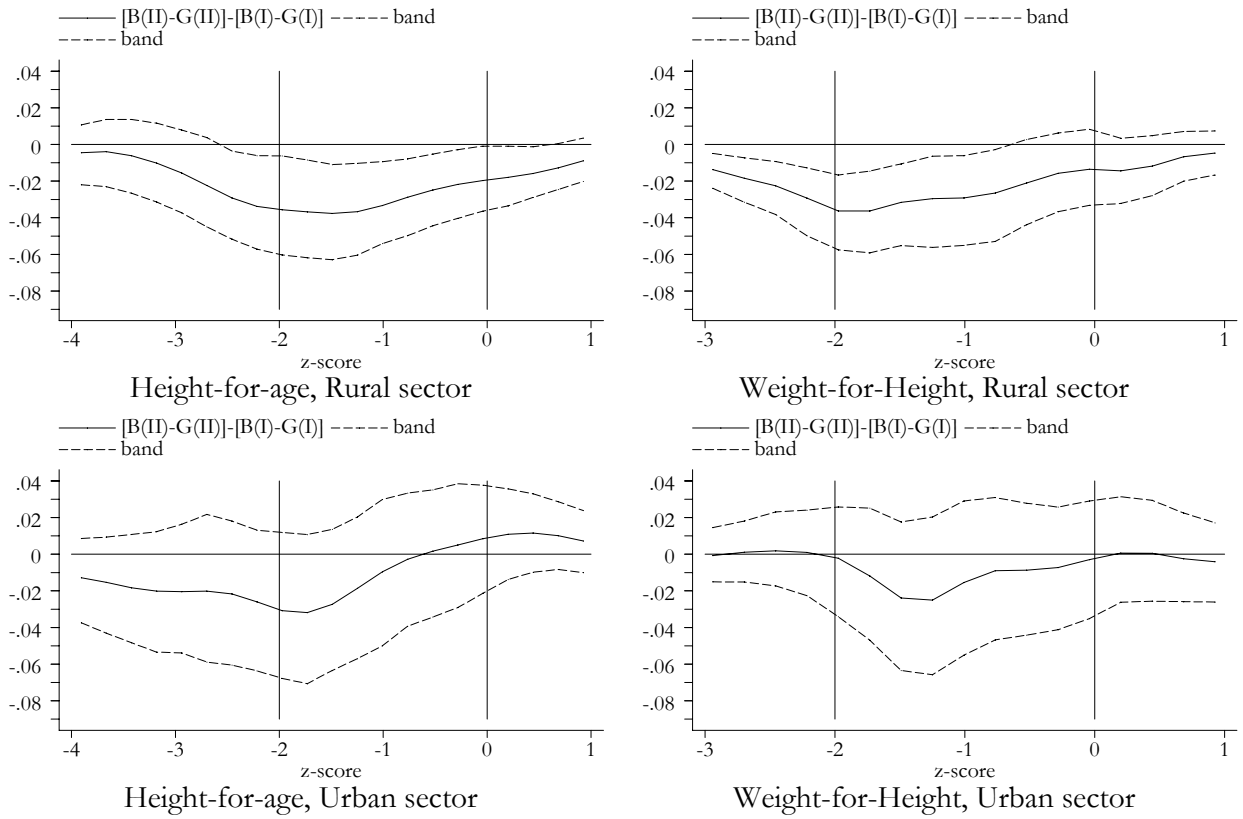 [B(II)-G(II)]-[B(I)-G(I)] band
band
.04
.02
0
-.02
-.04
-.06
-.08
-4 -3 -2 -1 0 1
z-score
Height-for-age, Rural sector
[B(II)-G(II)]-[B(I)-G(I)] band
band
.04
.02
0
-.02
-.04
-.06
-.08
-3 -2 -1 0 1
z-score
Weight-for-Height, Rural sector
[B(II)-G(II)]-[B(I)-G(I)] band
band
.04
.02
0
-.02
-.04
-.06
-.08
-4 -3 -2 -1 0 1
z-score
Height-for-age, Urban sector
[B(II)-G(II)]-[B(I)-G(I)] band
band
.04
.02
0
-.02
-.04
-.06
-.08
-3 -2 -1 0 1
z-score
Weight-for-Height, Urban sector